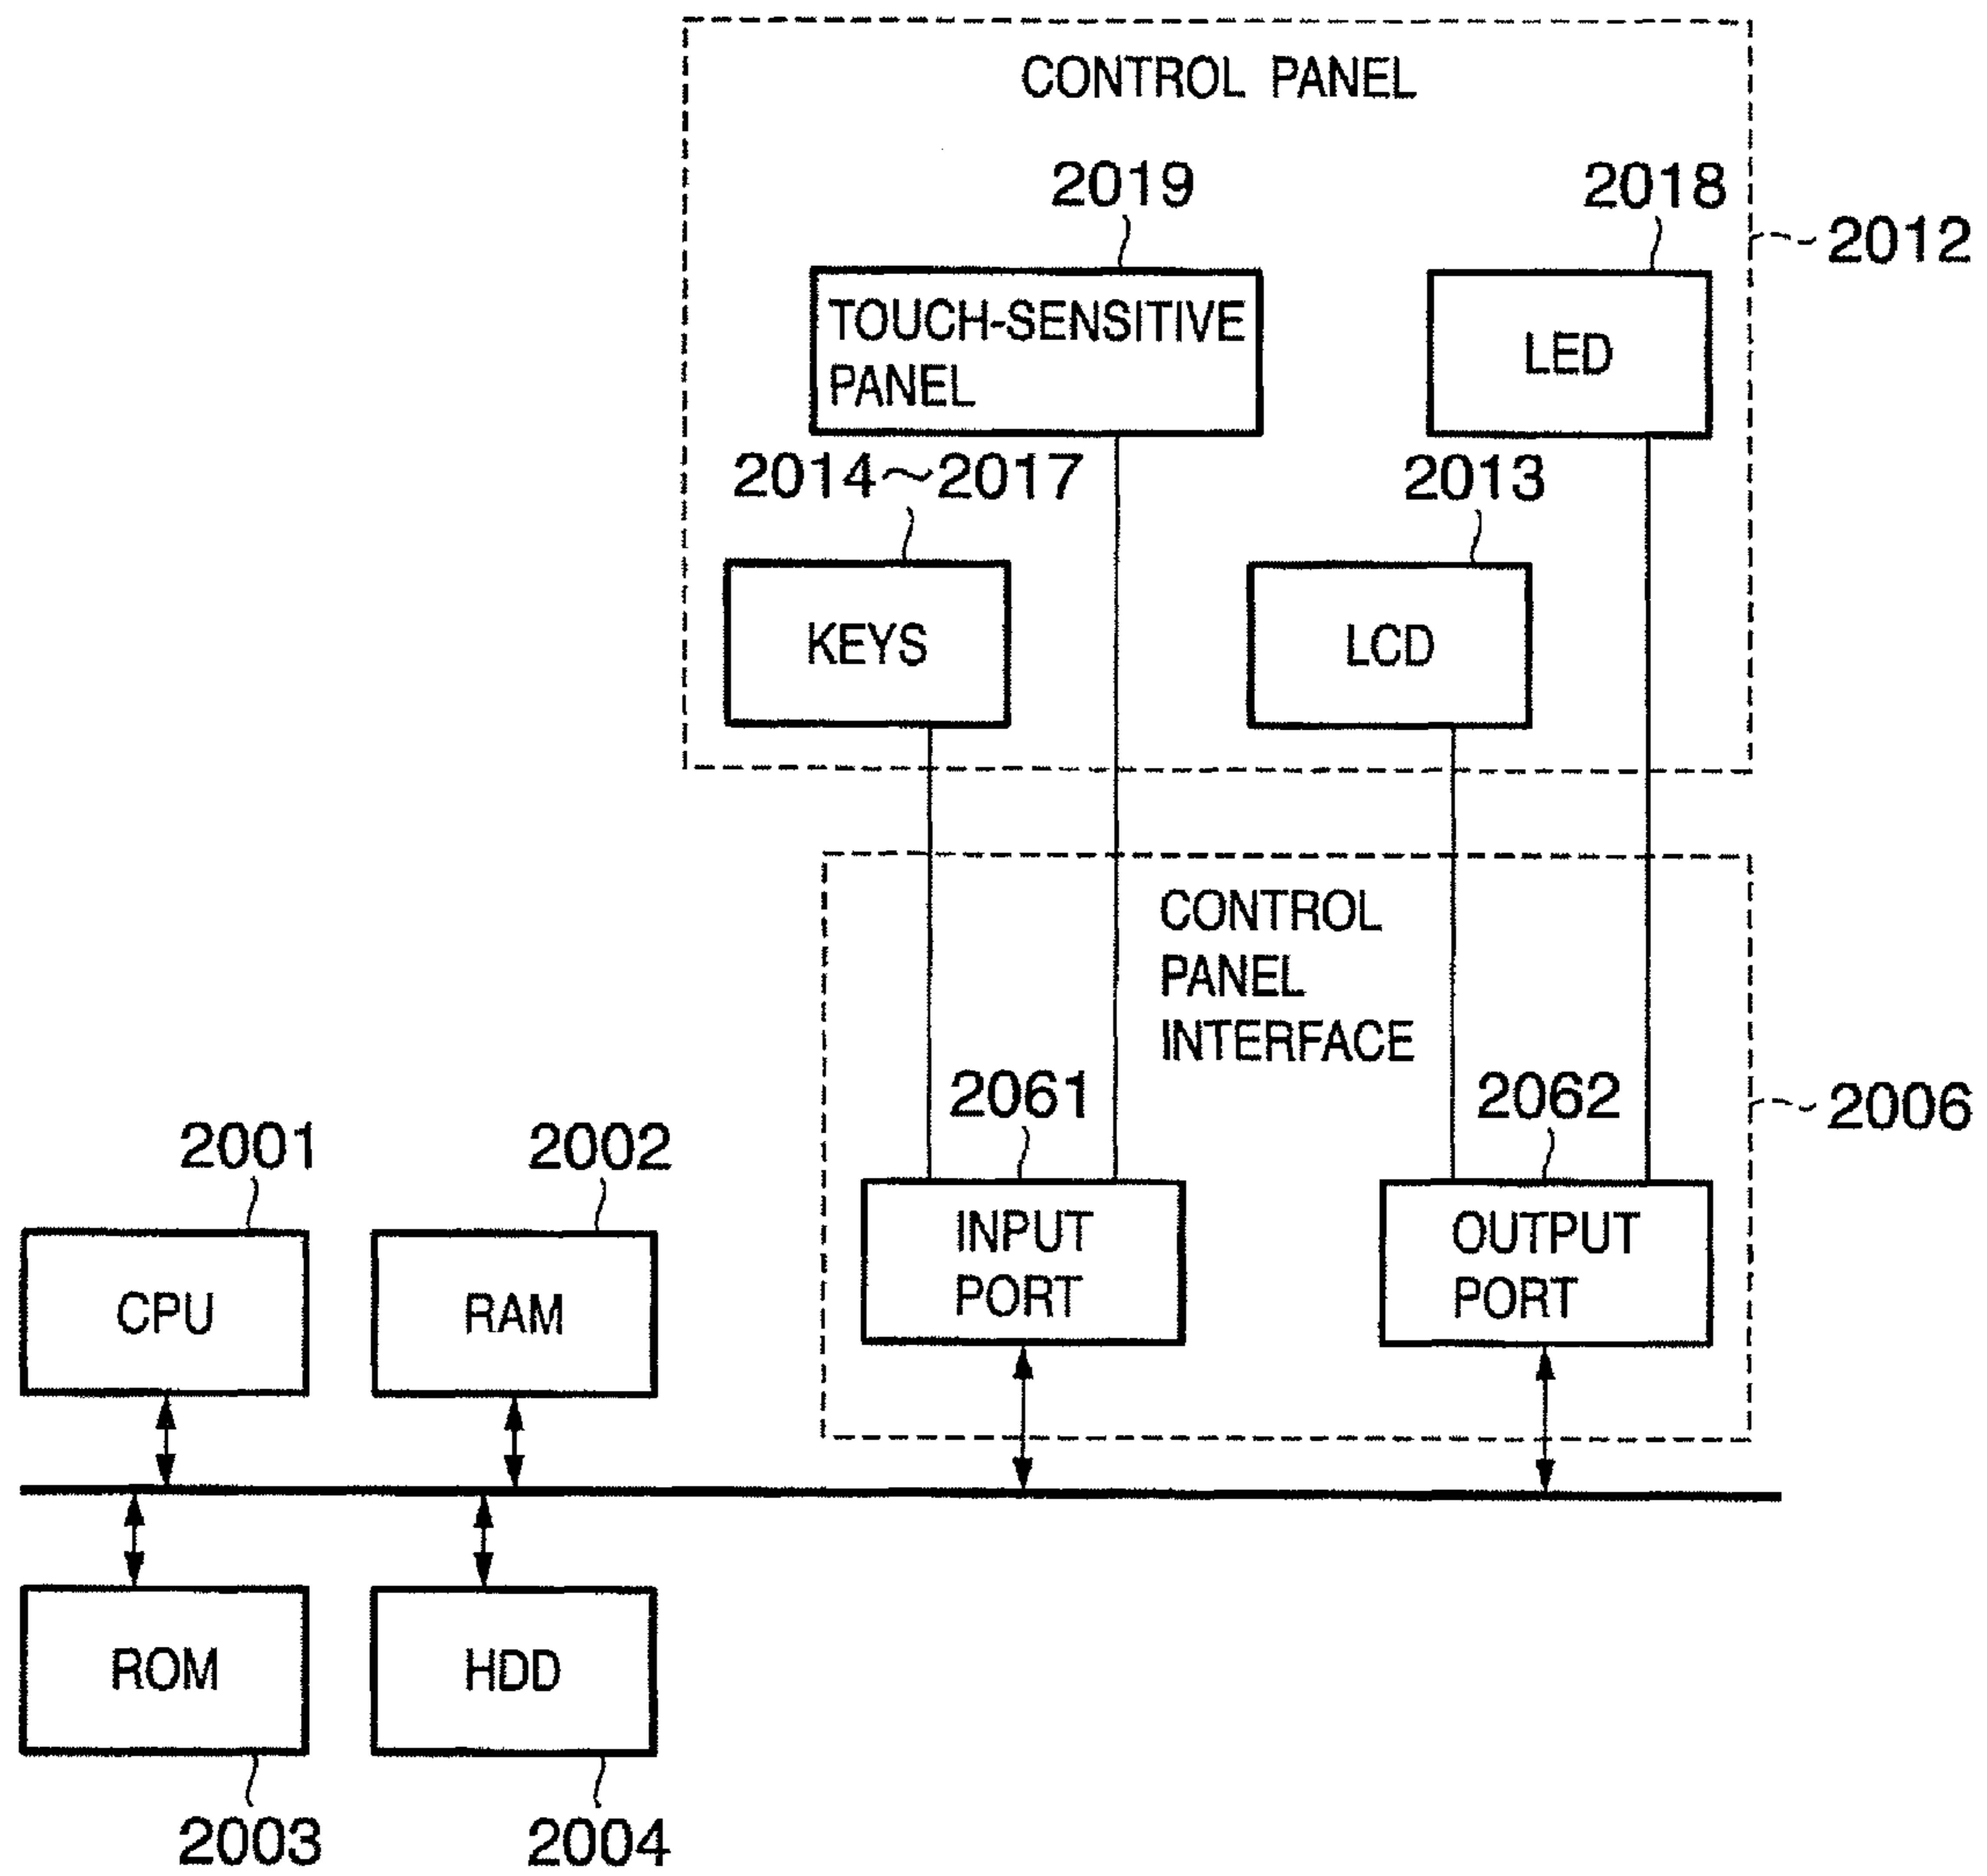 CONTROL PANEL
2019
2018
2012
TOUCH-SENSITIVE
PANEL
LED
2014~2017
2013
KEYS
LCD
CONTROL
PANEL
INTERFACE
2061
2062
2006
2001
2002
INPUT
PORT
OUTPUT
PORT
CPU
RAM
ROM
HDD
2003
2004